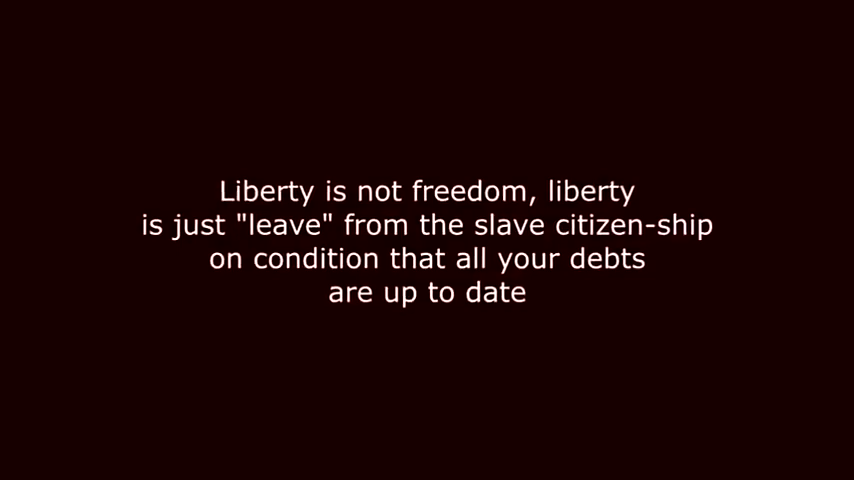 Liberty is not freedom, liberty
is just "leave" from the slave citizen-ship
on condition that all your debts
are up to date